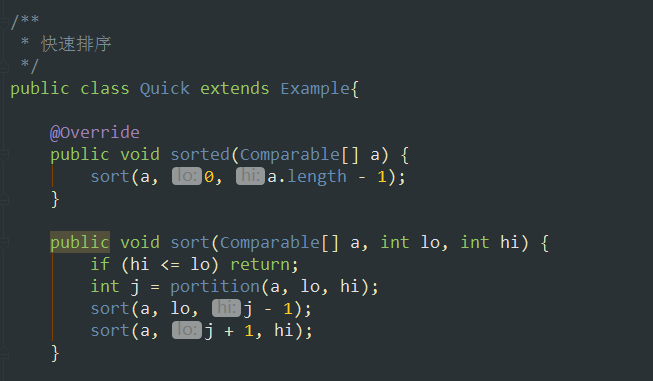 /**
 * 快速排序
 */
public class Quick extends Example{
@Override
public void sorted(Comparable[] a) {
sort(a, lo: 0, hi: a.length - 1);
}
public void sort(Comparable[] a, int lo, int hi) {
if (hi <= lo) return;
int j = partition(a, lo, hi);
sort(a, lo, hi: j - 1);
sort(a, lo: j + 1, hi);
}